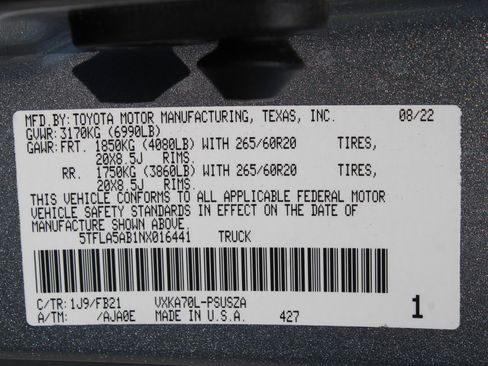 MFD.BY: TOYOTA MOTOR MANUFACTURING, TEXAS, INC. 08/22
GVWR: 3170KG (6990LB)
GAWR: FRT. 1850KG (4080LB) WITH 265/60R20 TIRES,
20X8.5J RIMS.
RR. 1750KG (3860LB) WITH 265/60R20 TIRES,
20X8.5J RIMS.
THIS VEHICLE CONFORMS TO ALL APPLICABLE FEDERAL MOTOR
VEHICLE SAFETY STANDARDS IN EFFECT ON THE DATE OF
MANUFACTURE SHOWN ABOVE.
5TFLA5AB1NX016441 TRUCK
C/TR: 1J9/FB21 VXKA70L-PSUSZA
A/TM: /AJA0E MADE IN U.S.A. 427 1